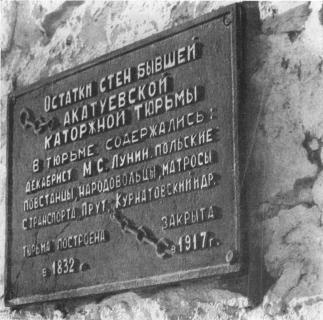 ОСТАТКИ СТЕН БЫВШЕЙ
АКАТУЕВСКОЙ
КАТОРЖНОЙ ТЮРЬМЫ
В ТЮРЬМЕ СОДЕРЖАЛИСЬ:
ДЕКАБРИСТ М.С. ЛУНИН, ПОЛЬСКИЕ
ПОВСТАНЦЫ, НАРОДОВОЛЬЦЫ, МАТРОСЫ
С ТРАНСПОРТА „ПРУТ", КУРНАТОВСКИЙ И ДР.
ТЮРЬМА ПОСТРОЕНА ЗАКРЫТА
в 1832 г. в 1917 г.